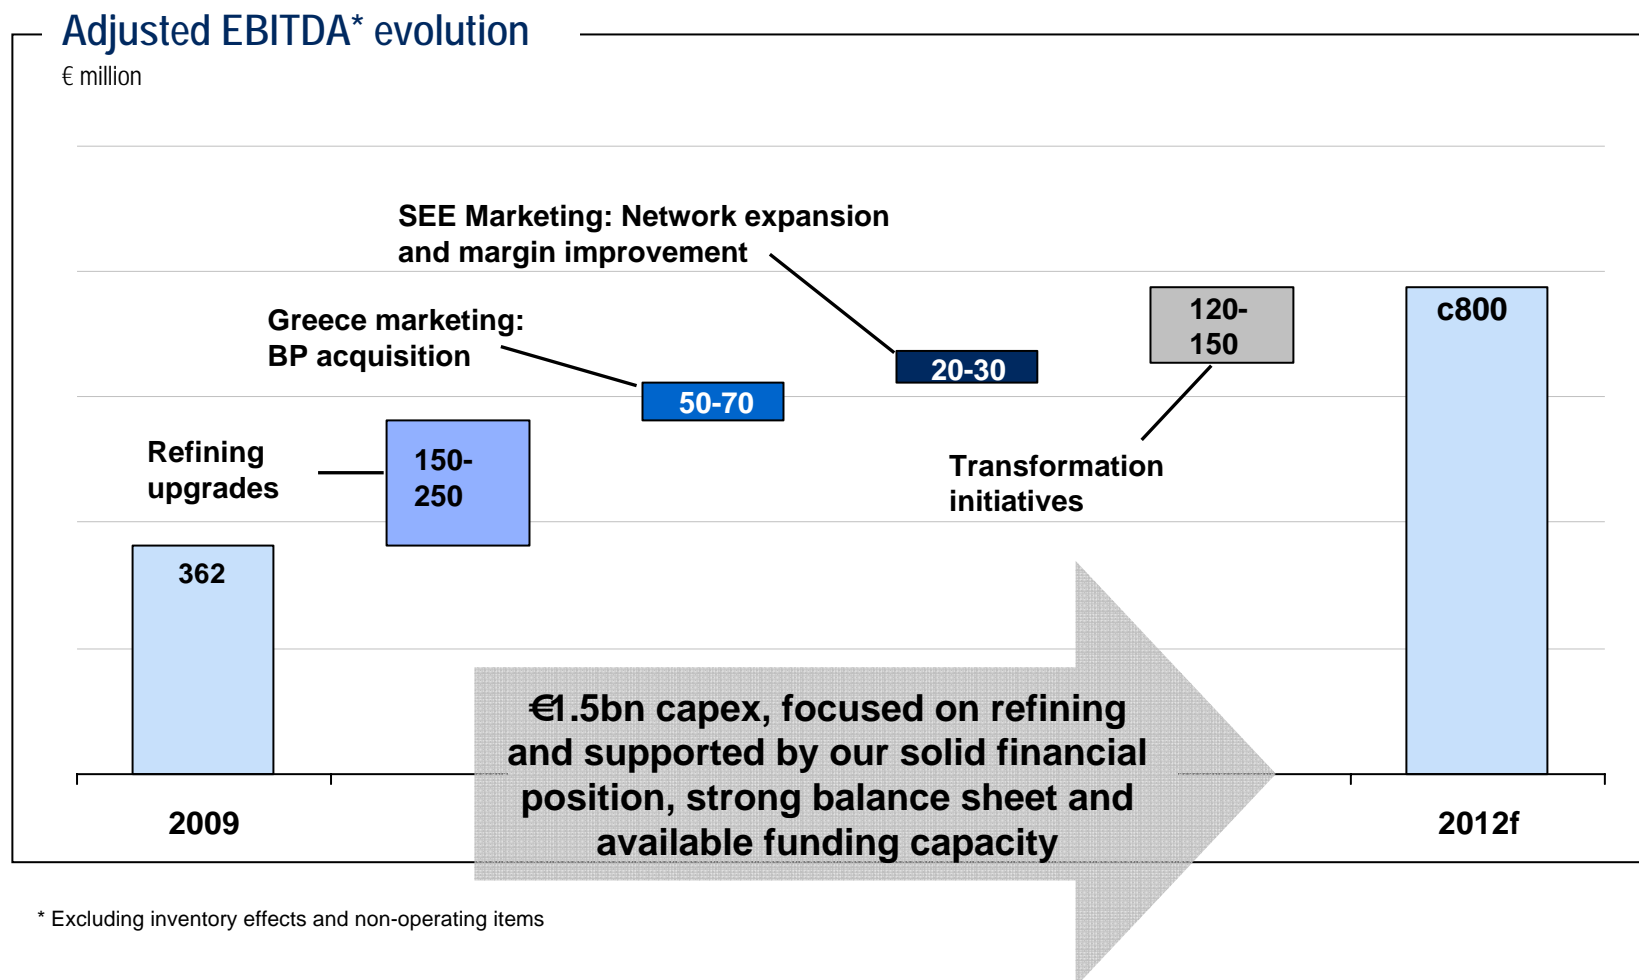 Adjusted EBITDA* evolution
€ million
SEE Marketing: Network expansion
and margin improvement
Greece marketing:
BP acquisition
Refining
upgrades
150-
250
50-70
20-30
120-
150
c800
Transformation
initiatives
362
€1.5bn capex, focused on refining
and supported by our solid financial
position, strong balance sheet and
available funding capacity
2009
2012f
* Excluding inventory effects and non-operating items